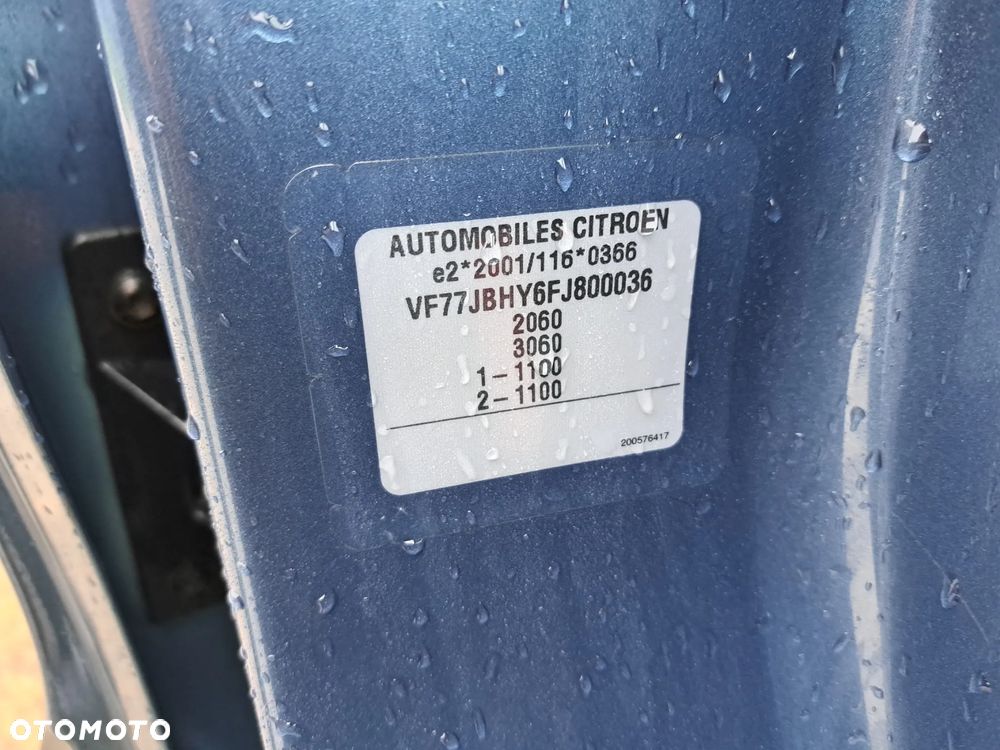 AUTOMOBILES CITROEN
e2*2001/116*0366
VF77JBHY6FJ800036
2060
3060
1-1100
2-1100
200576417
OTOMOTO